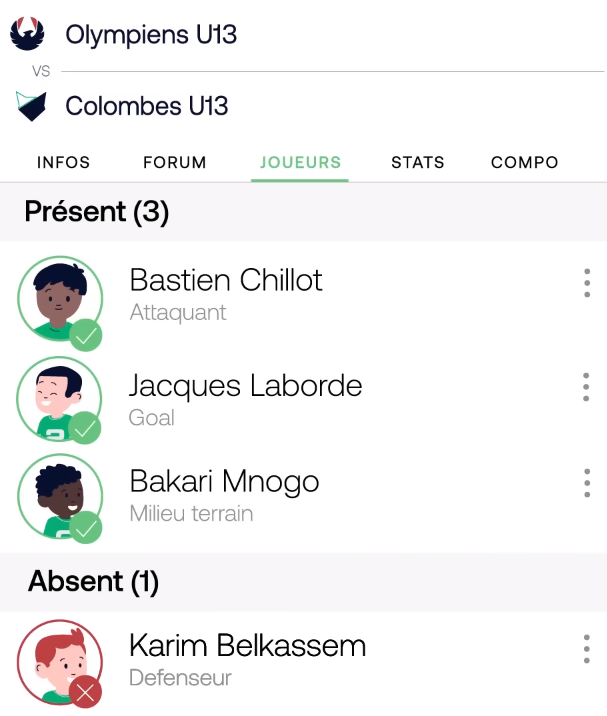 Olympiens U13
VS
Colombes U13
INFOS FORUM JOUEURS STATS COMPO
Présent (3)
Bastien Chillot
Attaquant
Jacques Laborde
Goal
Bakari Mnogo
Milieu terrain
Absent (1)
Karim Belkassem
Defenseur